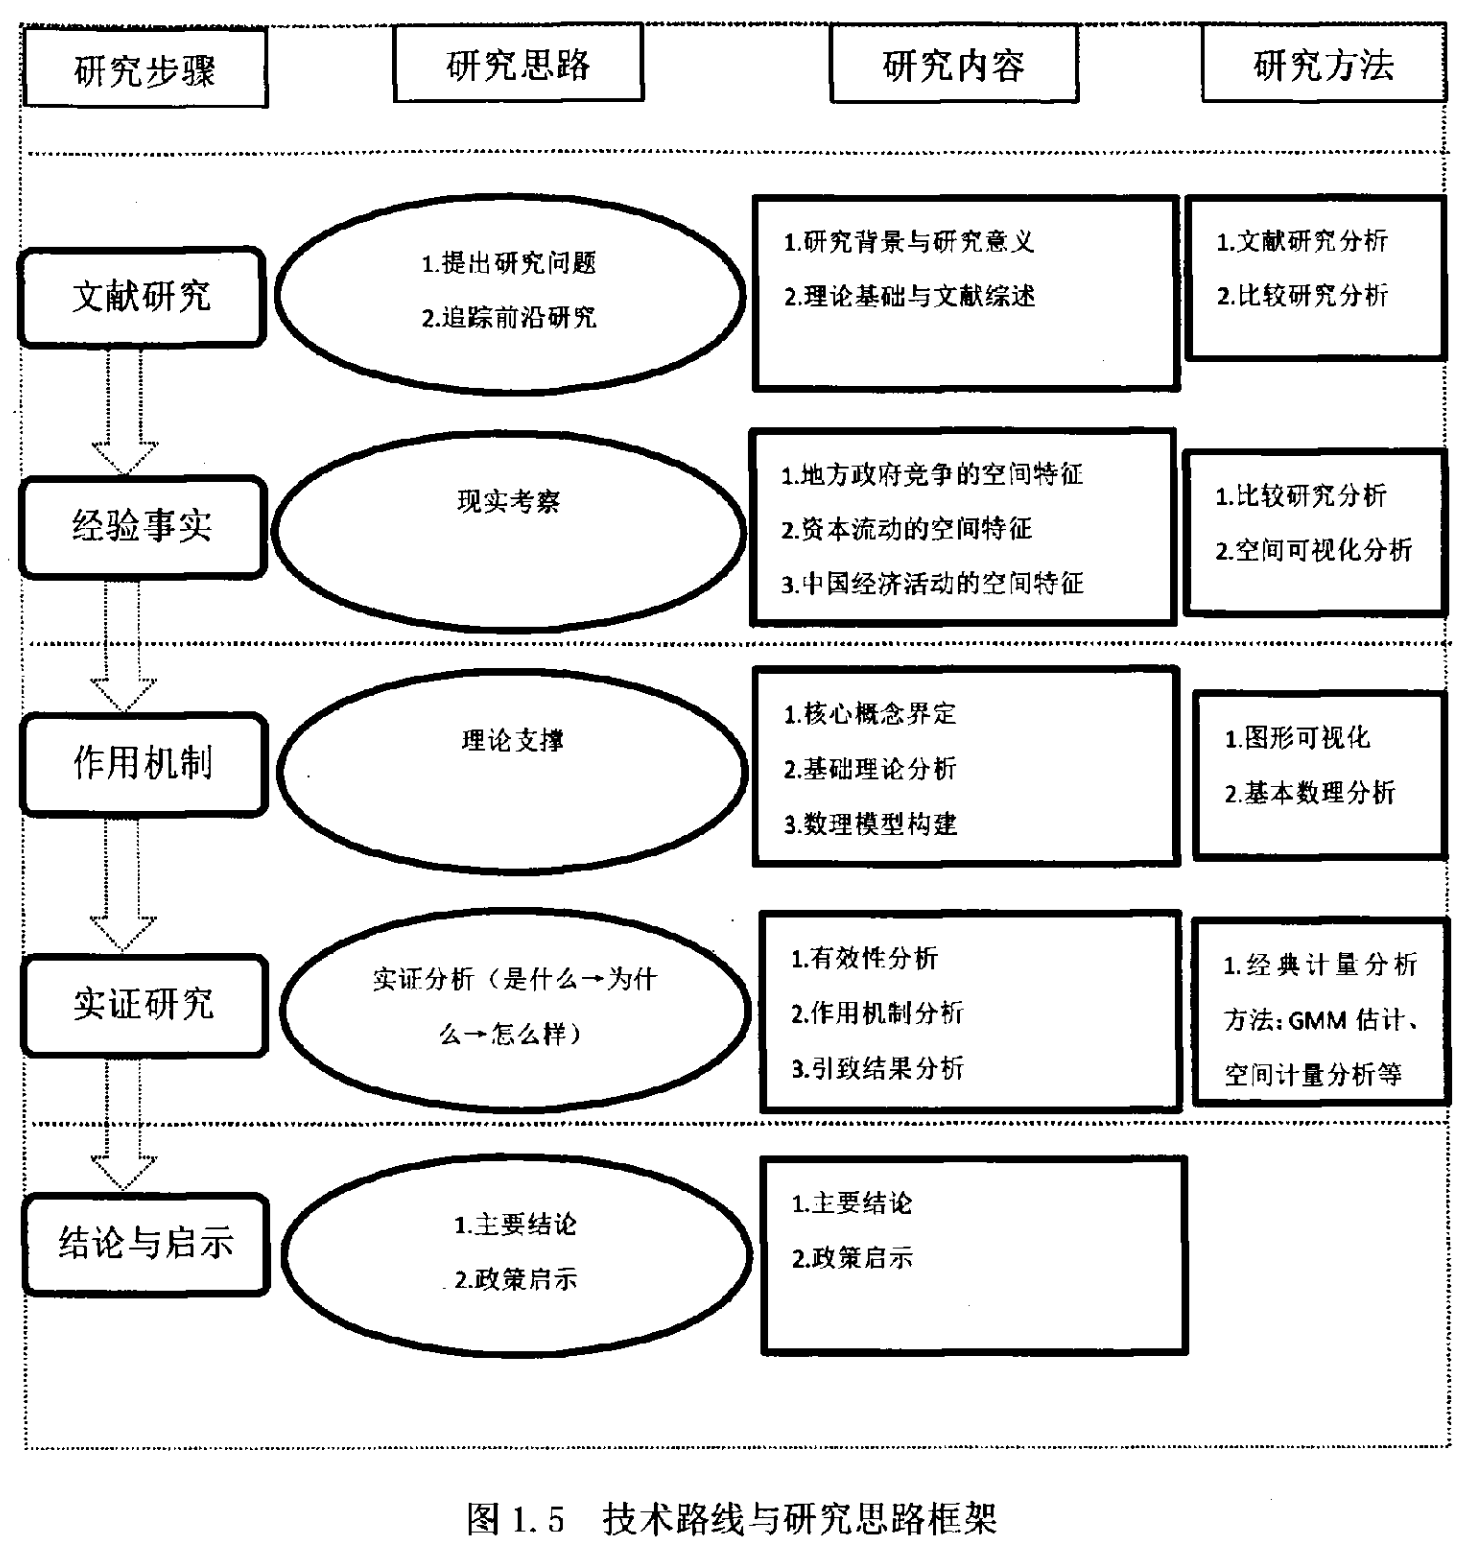 研究步骤
研究思路
研究内容
研究方法
文献研究
1.提出研究问题
2.追踪前沿研究
1.研究背景与研究意义
2.理论基础与文献综述
1.文献研究分析
2.比较研究分析
经验事实
现实考察
1.地方政府竞争的空间特征
2.资本流动的空间特征
3.中国经济活动的空间特征
1.比较研究分析
2.空间可视化分析
作用机制
理论支撑
1.核心概念界定
2.基础理论分析
3.数理模型构建
1.图形可视化
2.基本数理分析
实证研究
实证分析（是什么→为什
么→怎么样）
1.有效性分析
2.作用机制分析
3.引致结果分析
1.经典计量分析
方法：GMM 估计、
空间计量分析等
结论与启示
1.主要结论
2.政策启示
1.主要结论
2.政策启示
图 1.5 技术路线与研究思路框架